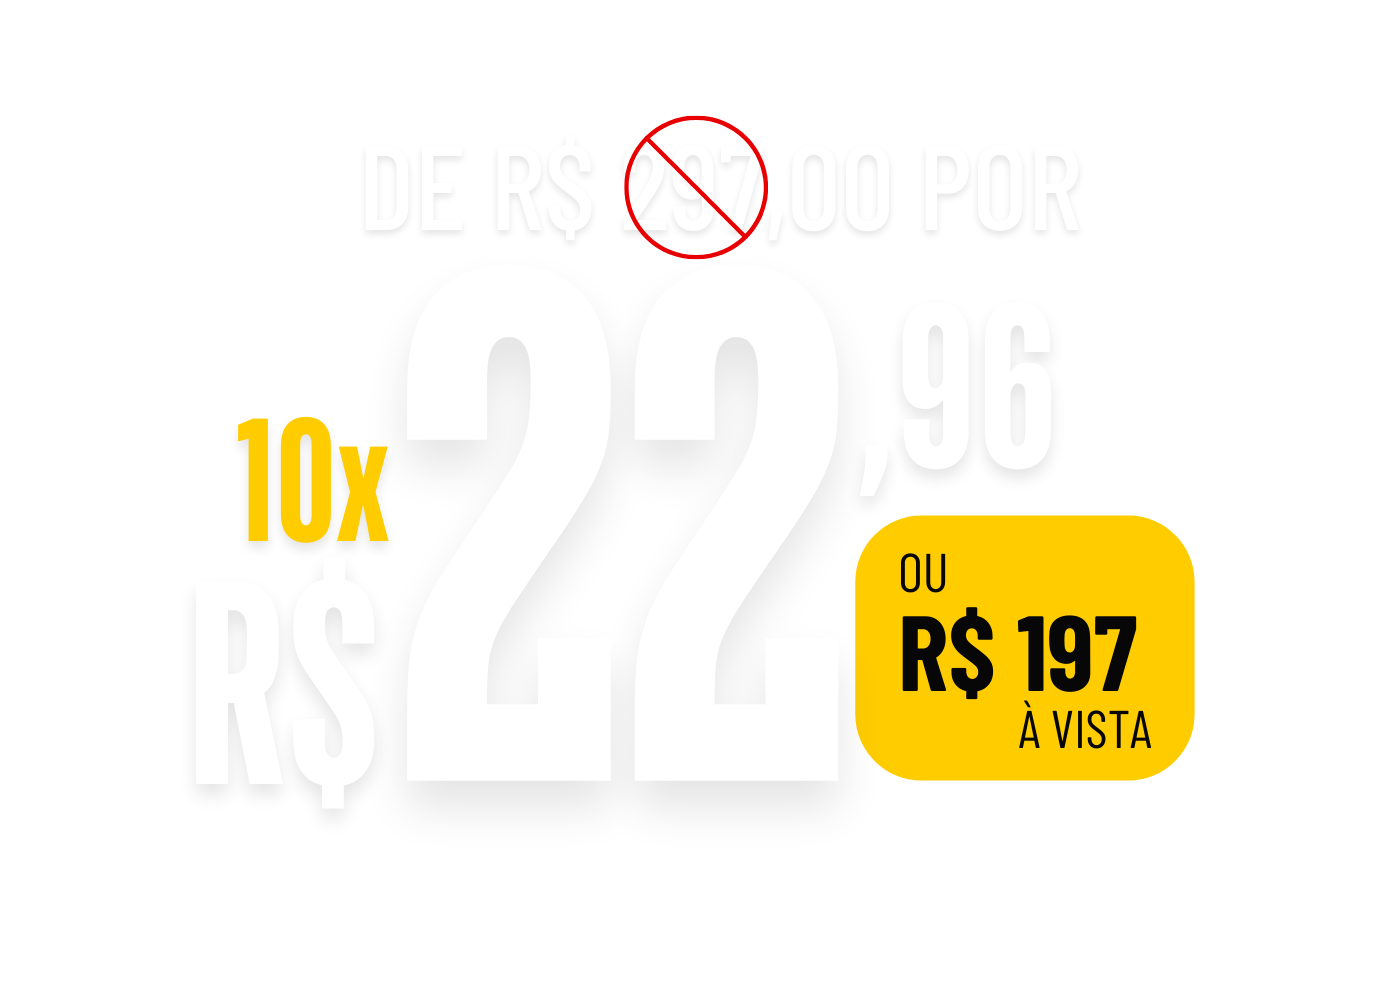 DE R$ 297,00 POR
10x
R$ 22,96
OU
R$ 197
À VISTA